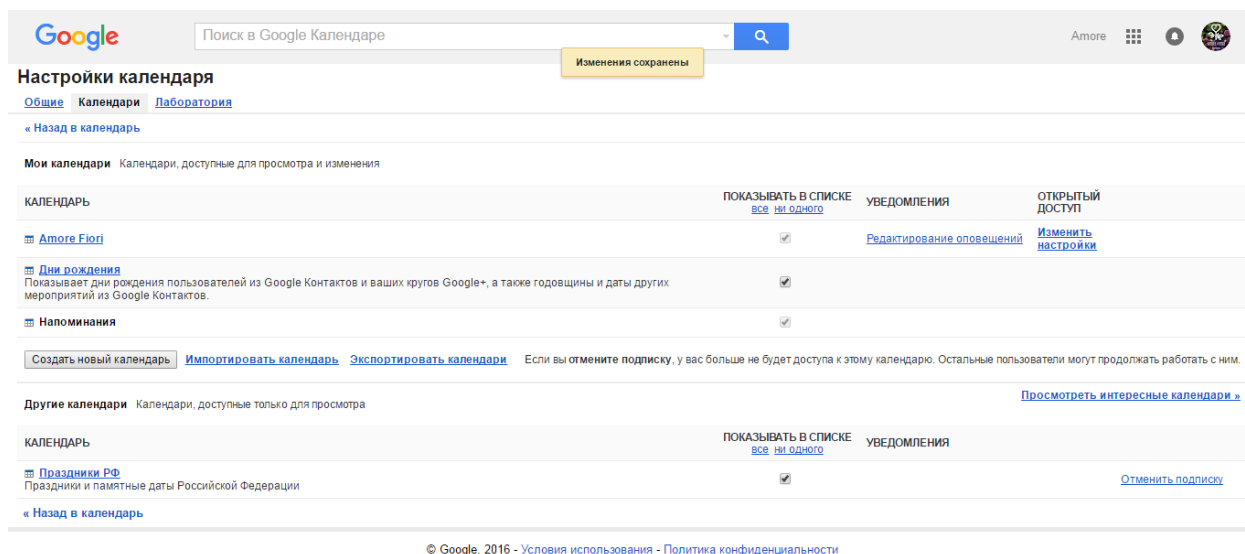 Google
Поиск в Google Календаре
Amore
Изменения сохранены
Настройки календаря
Общие Календари Лаборатория
« Назад в календарь
Мои календари Календари, доступные для просмотра и изменения
КАЛЕНДАРЬ
ПОКАЗЫВАТЬ В СПИСКЕ
все ни одного
УВЕДОМЛЕНИЯ
ОТКРЫТЫЙ
ДОСТУП
Amore Fiori
Редактирование оповещений
Изменить
настройки
Дни рождения
Показывает дни рождения пользователей из Google Контактов и ваших кругов Google+, а также годовщины и даты других
мероприятий из Google Контактов.
Напоминания
Создать новый календарь Импортировать календарь Экспортировать календари Если вы отмените подписку, у вас больше не будет доступа к этому календарю. Остальные пользователи могут продолжать работать с ним.
Другие календари Календари, доступные только для просмотра
Просмотреть интересные календари »
КАЛЕНДАРЬ
ПОКАЗЫВАТЬ В СПИСКЕ
все ни одного
УВЕДОМЛЕНИЯ
Праздники РФ
Праздники и памятные даты Российской Федерации
Отменить подписку
« Назад в календарь
© Google, 2016 - Условия использования - Политика конфиденциальности